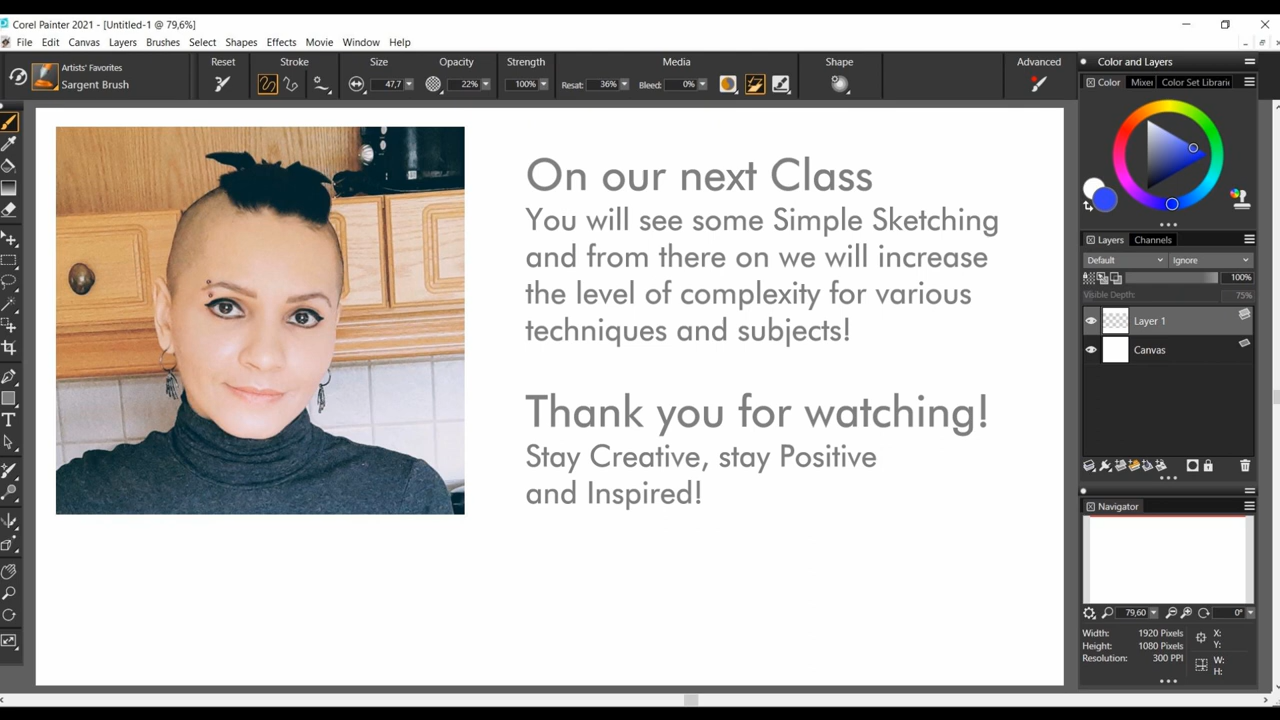 Corel Painter 2021 - [Untitled-1 @ 79,6%]
File Edit Canvas Layers Brushes Select Shapes Effects Movie Window Help
Artists' Favorites
Sargent Brush
Reset
Stroke
Size
47,7
Opacity
22%
Strength
100%
Media
Resat: 36%
Bleed: 0%
Shape
Advanced
Color and Layers
Color
Mixer
Color Set Librarie
On our next Class
You will see some Simple Sketching
and from there on we will increase
the level of complexity for various
techniques and subjects!
Thank you for watching!
Stay Creative, stay Positive
and Inspired!
Layers Channels
Default Ignore
100%
Visible Depth: 75%
Layer 1
Canvas
Navigator
79,60 0°
Width: 1920 Pixels
Height: 1080 Pixels
Resolution: 300 PPI
X:
Y:
W:
H: